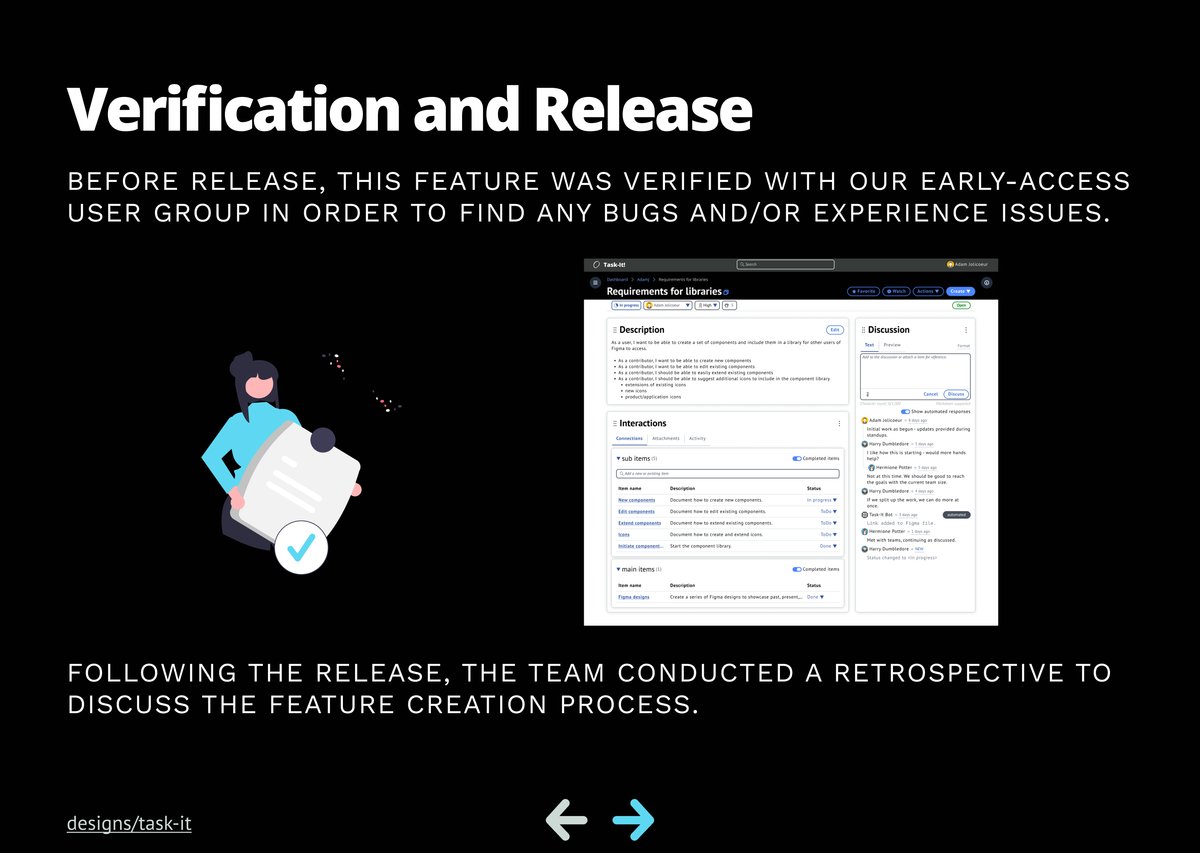 Verification and Release
BEFORE RELEASE, THIS FEATURE WAS VERIFIED WITH OUR EARLY-ACCESS
USER GROUP IN ORDER TO FIND ANY BUGS AND/OR EXPERIENCE ISSUES.
Task-It!
Search
Adam Jolicoeur
Dashboard > AdamJ > Requirements for libraries
Requirements for libraries
Favorite
Watch
Actions ▼
Create ▼
In progress
Adam Jolicoeur ▼
High ▼
Open
Description
Edit
As a user, I want to be able to create a set of components and include them in a library for other users of
Figma to access.
• As a contributor, I want to be able to create new components
• As a contributor, I want to be able to edit existing components
• As a contributor, I should be able to easily extend existing components
• As a contributor, I should be able to suggest additional icons to include in the component library
• extensions of existing icons
• new icons
• product/application icons
Interactions
Connections Attachments Activity
▼ sub items (5)
Completed items
Add a new or existing item
Item name Description Status
New components Document how to create new components. In progress ▼
Edit components Document how to edit existing components. ToDo ▼
Extend components Document how to extend existing components. ToDo ▼
Icons Document how to create and extend icons. ToDo ▼
Initiate component... Start the component library. Done ▼
▼ main items (1)
Completed items
Item name Description Status
Figma designs Create a series of Figma designs to showcase past, present,... Done ▼
Discussion
Text Preview Format
Add to the discussion or attach a item for reference.
Cancel Discuss
Show automated responses
Adam Jolicoeur • 6 days ago
Initial work as begun - updates provided during
standups.
Harry Dumbledore • 5 days ago
I like how this is starting - would more hands
help?
Hermione Potter • 5 days ago
Not at this time. We should be good to reach
the goals with the current team size.
Harry Dumbledore • 4 days ago
If we split up the work, we can do more at
once.
Task-It Bot • 3 days ago automated
Link added to Figma file.
Hermione Potter • 2 days ago
Met with teams, continuing as discussed.
Harry Dumbledore • NEW
Status changed to <In progress>
FOLLOWING THE RELEASE, THE TEAM CONDUCTED A RETROSPECTIVE TO
DISCUSS THE FEATURE CREATION PROCESS.
designs/task-it